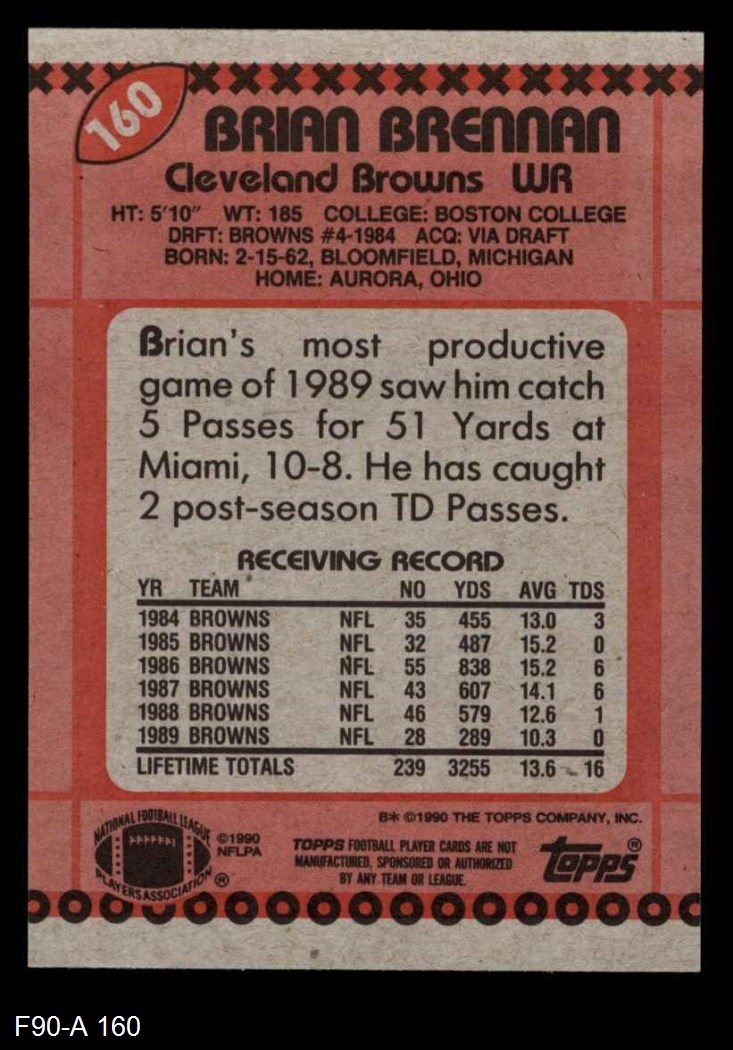 160
BRIAN BRENNAN
Cleveland Browns WR
HT: 5'10" WT: 185 COLLEGE: BOSTON COLLEGE
DRFT: BROWNS #4-1984 ACQ: VIA DRAFT
BORN: 2-15-62, BLOOMFIELD, MICHIGAN
HOME: AURORA, OHIO
Brian's most productive
game of 1989 saw him catch
5 Passes for 51 Yards at
Miami, 10-8. He has caught
2 post-season TD Passes.
RECEIVING RECORD
YR TEAM NO YDS AVG TDS
1984 BROWNS NFL 35 455 13.0 3
1985 BROWNS NFL 32 487 15.2 0
1986 BROWNS NFL 55 838 15.2 6
1987 BROWNS NFL 43 607 14.1 6
1988 BROWNS NFL 46 579 12.6 1
1989 BROWNS NFL 28 289 10.3 0
LIFETIME TOTALS 239 3255 13.6 16
B* ©1990 THE TOPPS COMPANY, INC.
NATIONAL FOOTBALL LEAGUE
PLAYERS ASSOCIATION ®
©1990
NFLPA
TOPPS FOOTBALL PLAYER CARDS ARE NOT
MANUFACTURED, SPONSORED OR AUTHORIZED
BY ANY TEAM OR LEAGUE.
topps®
F90-A 160